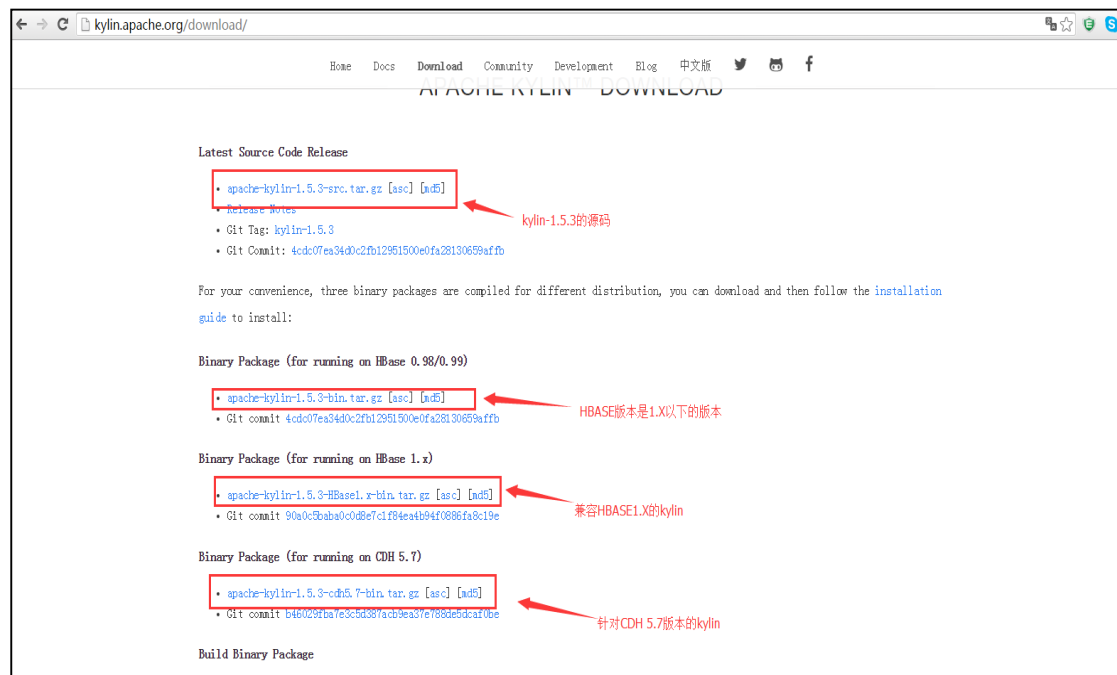 kylin.apache.org/download/
Home Docs Download Community Development Blog 中文版
APACHE KYLIN™ DOWNLOAD
Latest Source Code Release
• apache-kylin-1.5.3-src.tar.gz [asc] [md5]
• Release Notes
kylin-1.5.3的源码
• Git Tag: kylin-1.5.3
• Git Commit: 4cdc07ea34d0c2fb12951500e0fa28130659affb
For your convenience, three binary packages are compiled for different distribution, you can download and then follow the installation
guide to install:
Binary Package (for running on HBase 0.98/0.99)
• apache-kylin-1.5.3-bin.tar.gz [asc] [md5]
HBASE版本是1.X以下的版本
• Git commit 4cdc07ea34d0c2fb12951500e0fa28130659affb
Binary Package (for running on HBase 1.x)
• apache-kylin-1.5.3-HBase1.x-bin.tar.gz [asc] [md5]
兼容HBASE1.X的kylin
• Git commit 90a0c5baba0c0d8e7c1f84ea4b94f0886fa8c19e
Binary Package (for running on CDH 5.7)
• apache-kylin-1.5.3-cdh5.7-bin.tar.gz [asc] [md5]
• Git commit b46029fba7e3c5d387acb9ea37e788de5dcaf0be
针对CDH 5.7版本的kylin
Build Binary Package